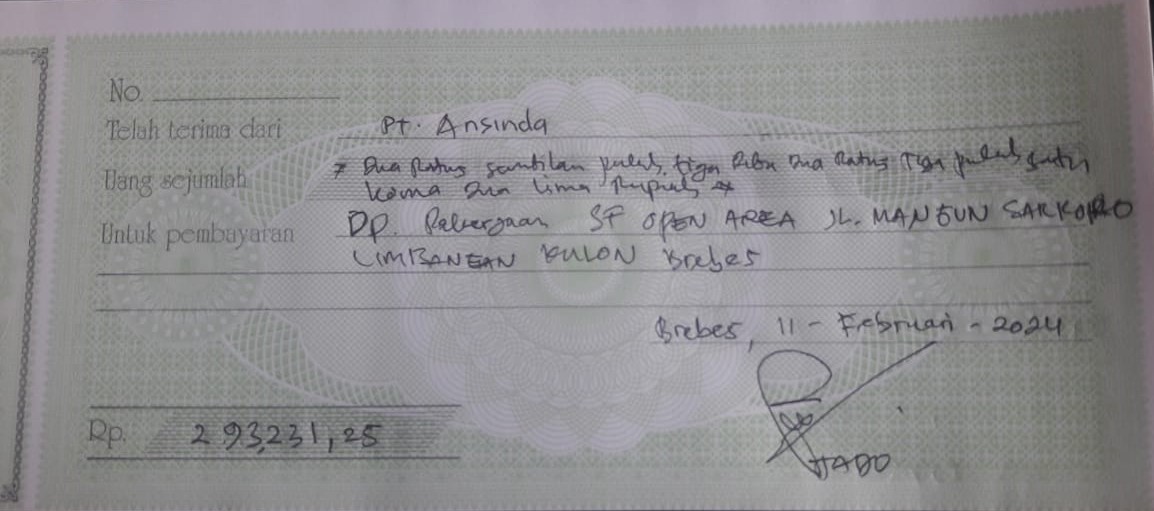 No.
Telah terima dari Pt. Ansinda
Uang sejumlah # Dua Ratus sembilan puluh tiga Ribu Dua Ratus Tiga puluh satu
koma Dua lima Rupiah #
Untuk pembayaran DP. Pekerjaan SF OPEN AREA JL. MANGUN SARKORO
LIMBANGAN KULON Brebes
Brebes, 11 - Februari - 2024
Rp. 293,231,25